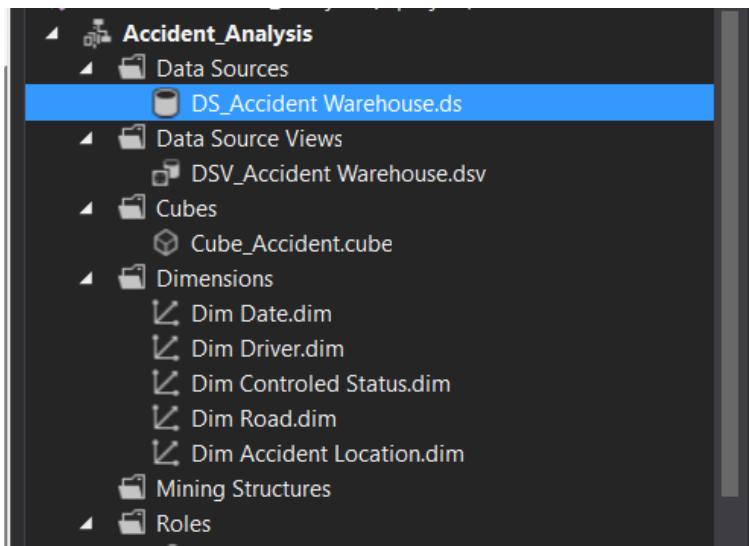 Accident_Analysis
Data Sources
DS_Accident Warehouse.ds
Data Source Views
DSV_Accident Warehouse.dsv
Cubes
Cube_Accident.cube
Dimensions
Dim Date.dim
Dim Driver.dim
Dim Controled Status.dim
Dim Road.dim
Dim Accident Location.dim
Mining Structures
Roles